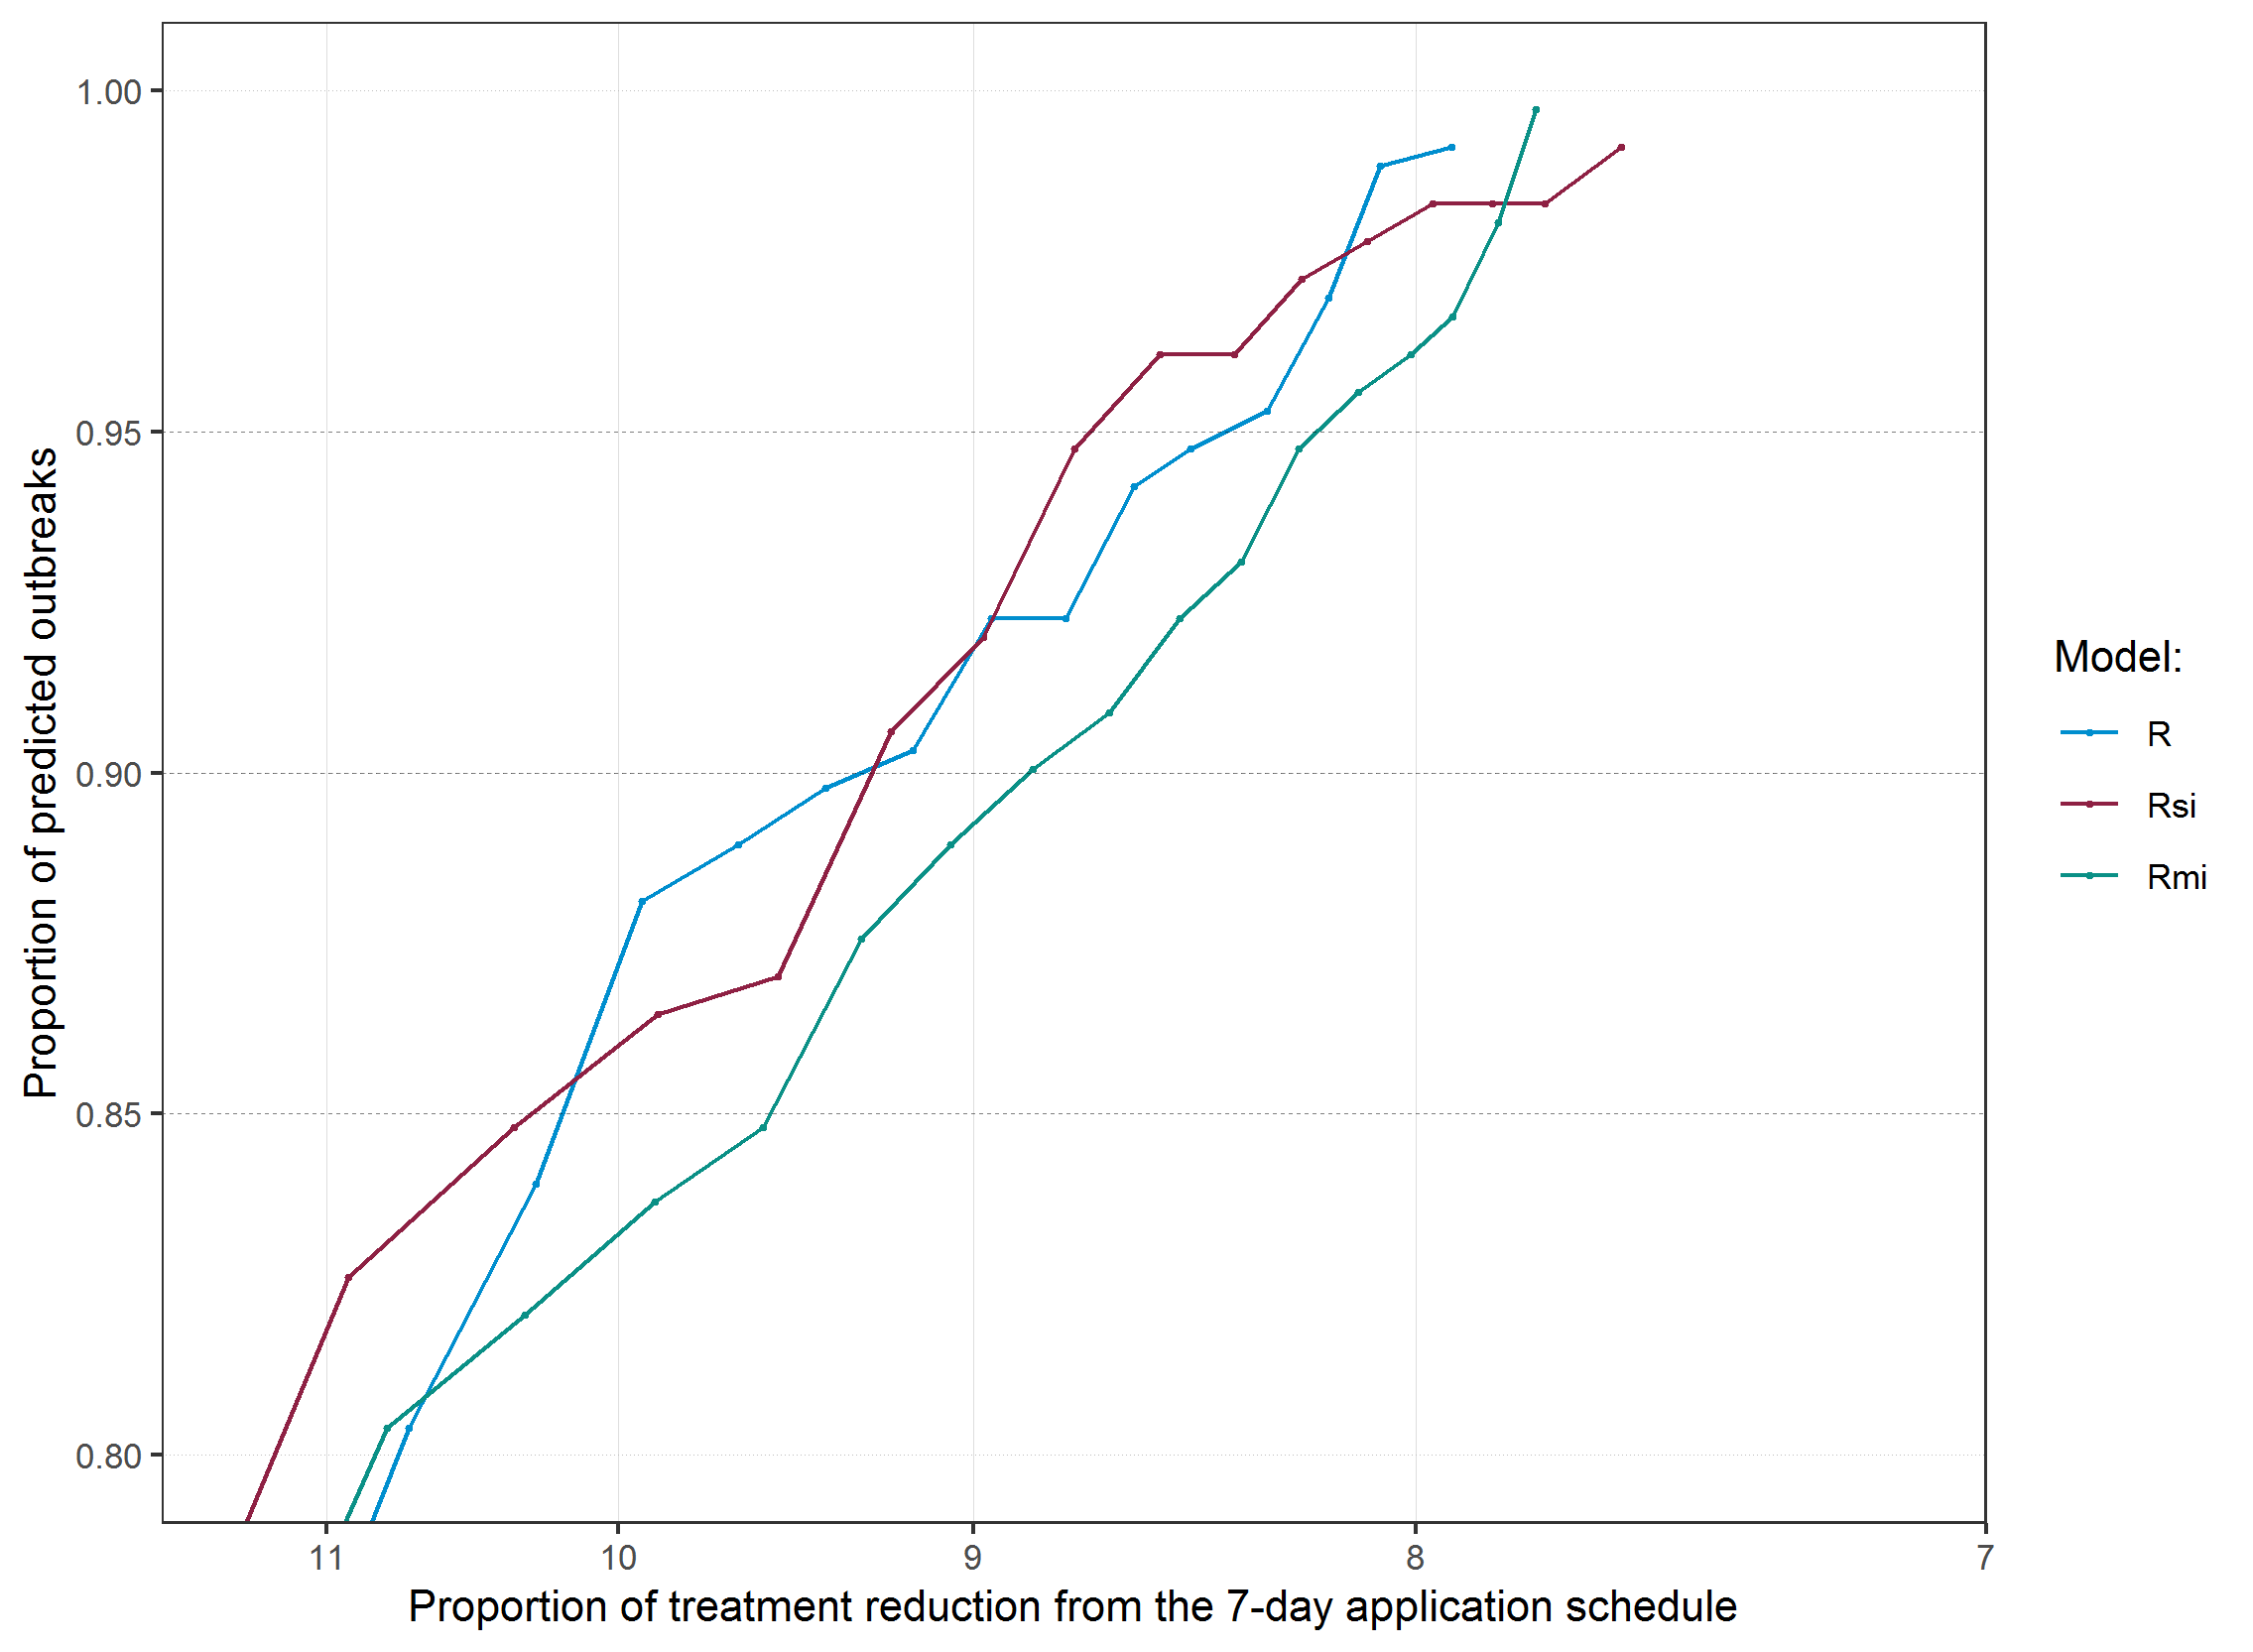 1.00
0.95
0.90
0.85
0.80
Proportion of predicted outbreaks
11 10 9 8 7
Proportion of treatment reduction from the 7-day application schedule
Model:
R
Rsi
Rmi